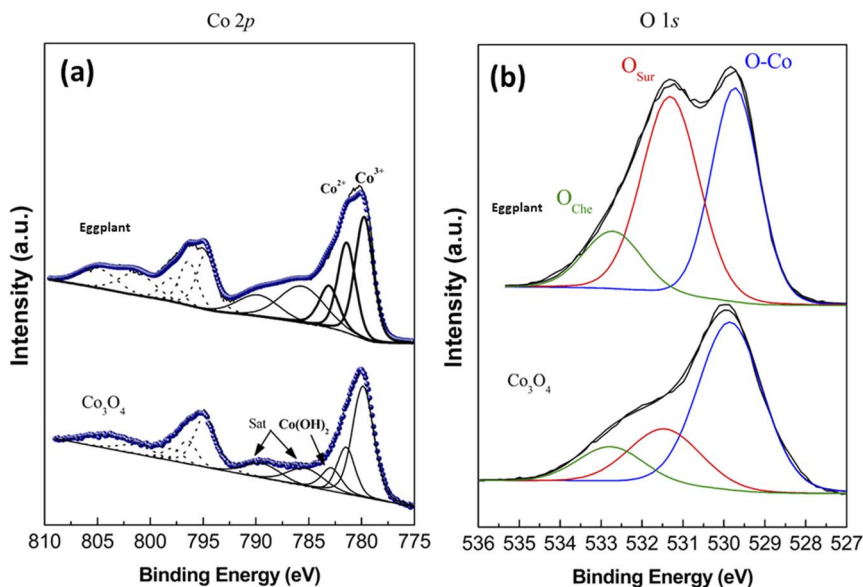 Co 2p
(a)
Co²⁺ Co³⁺
Eggplant
Co₃O₄
Sat
Co(OH)₂
Intensity (a.u.)
810 805 800 795 790 785 780 775
Binding Energy (eV)
O 1s
(b)
O_Sur
O-Co
O_Che
Eggplant
Co₃O₄
Intensity (a.u.)
536 535 534 533 532 531 530 529 528 527
Binding Energy (eV)